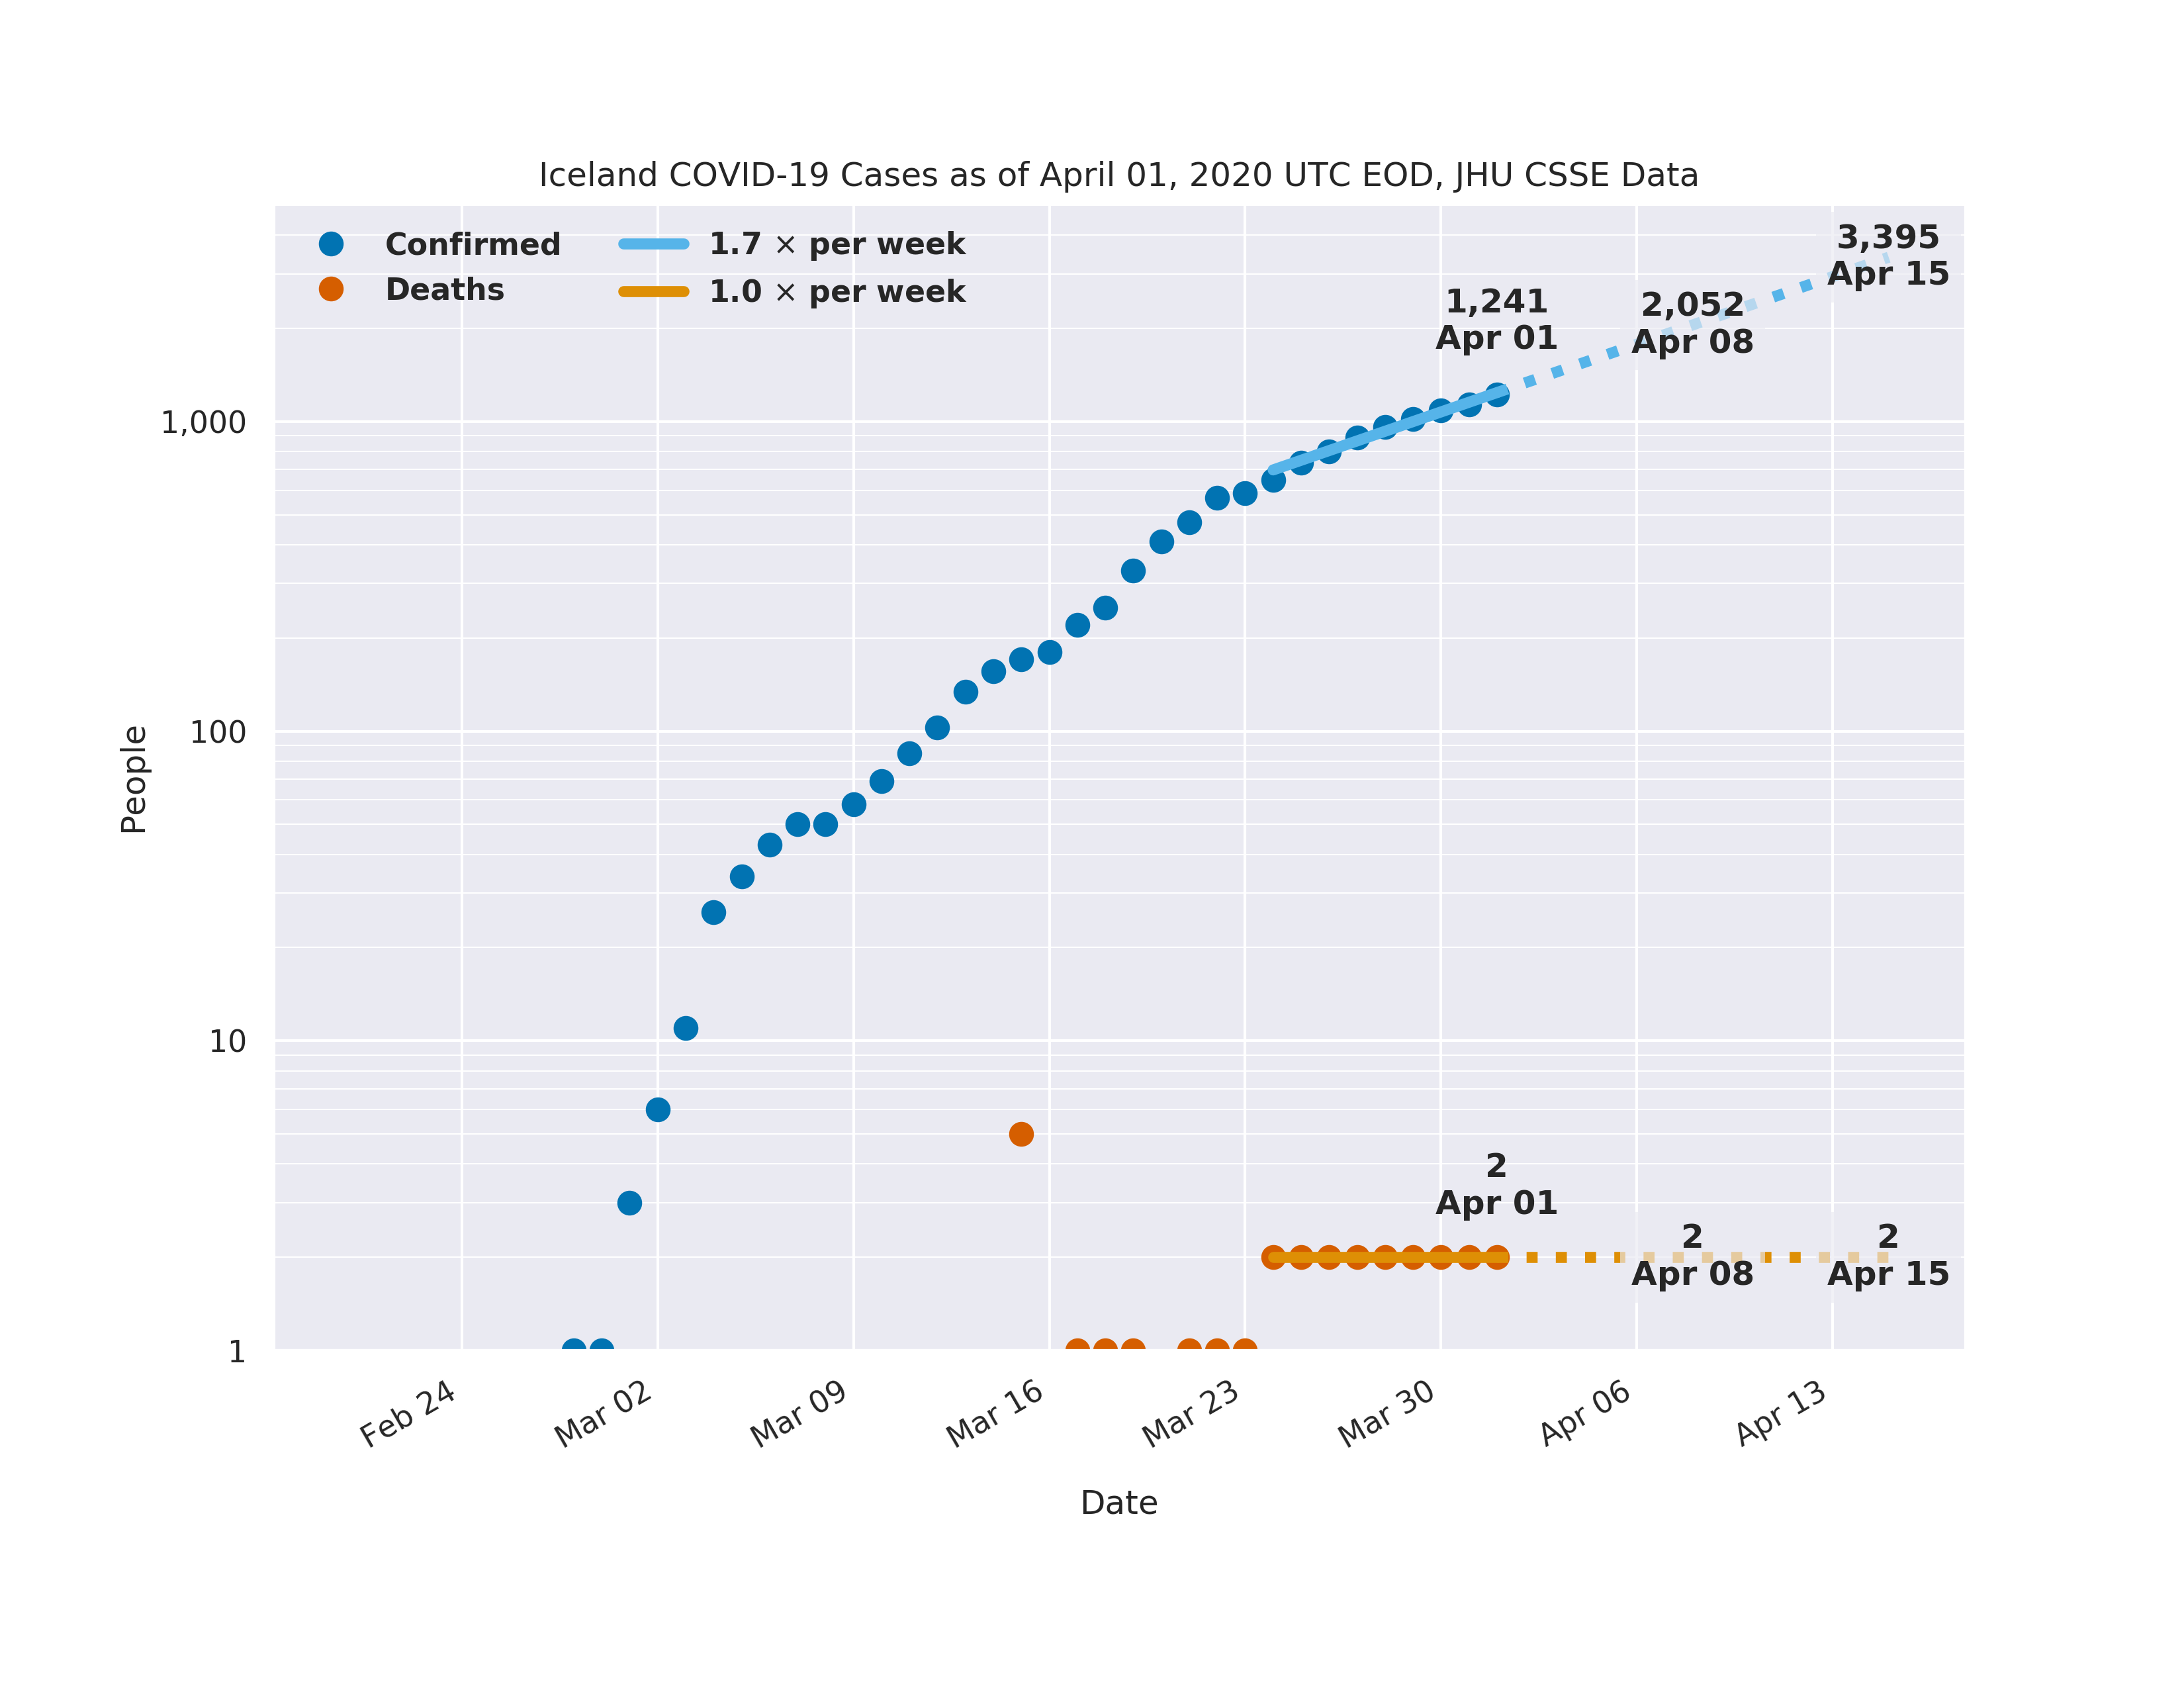 Iceland COVID-19 Cases as of April 01, 2020 UTC EOD, JHU CSSE Data
Confirmed
Deaths
1.7 × per week
1.0 × per week
3,395
Apr 15
1,241
Apr 01
2,052
Apr 08
2
Apr 01
2
Apr 08
2
Apr 15
People
1,000
100
10
1
Feb 24
Mar 02
Mar 09
Mar 16
Mar 23
Mar 30
Apr 06
Apr 13
Date